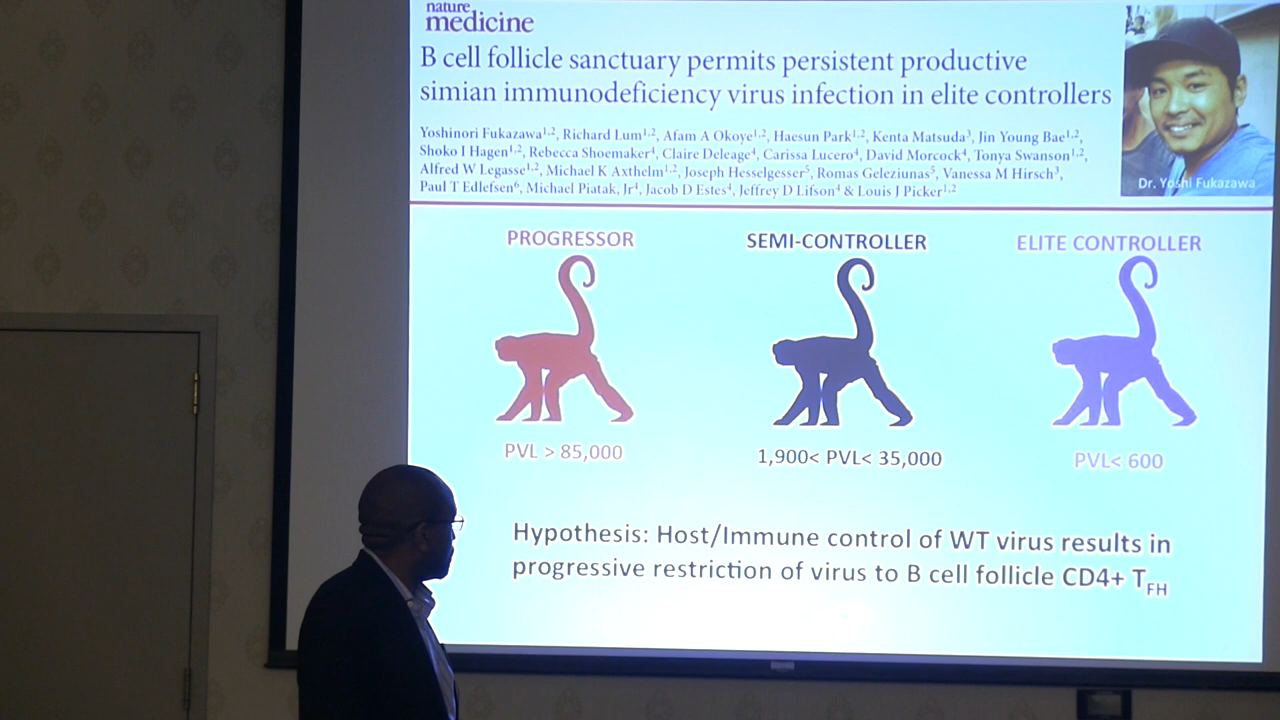 nature
medicine
B cell follicle sanctuary permits persistent productive
simian immunodeficiency virus infection in elite controllers
Yoshinori Fukazawa1,2, Richard Lum1,2, Afam A Okoye1,2, Haesun Park1,2, Kenta Matsuda3, Jin Young Bae1,2,
Shoko I Hagen1,2, Rebecca Shoemaker4, Claire Deleage4, Carissa Lucero4, David Morcock4, Tonya Swanson1,2,
Alfred W Legasse1,2, Michael K Axthelm1,2, Joseph Hesselgesser5, Romas Geleziunas5, Vanessa M Hirsch3,
Paul T Edlefsen6, Michael Piatak, Jr4, Jacob D Estes4, Jeffrey D Lifson4 & Louis J Picker1,2
Dr. Yoshi Fukazawa
PROGRESSOR SEMI-CONTROLLER ELITE CONTROLLER
PVL > 85,000 1,900< PVL< 35,000 PVL< 600
Hypothesis: Host/Immune control of WT virus results in
progressive restriction of virus to B cell follicle CD4+ TFH